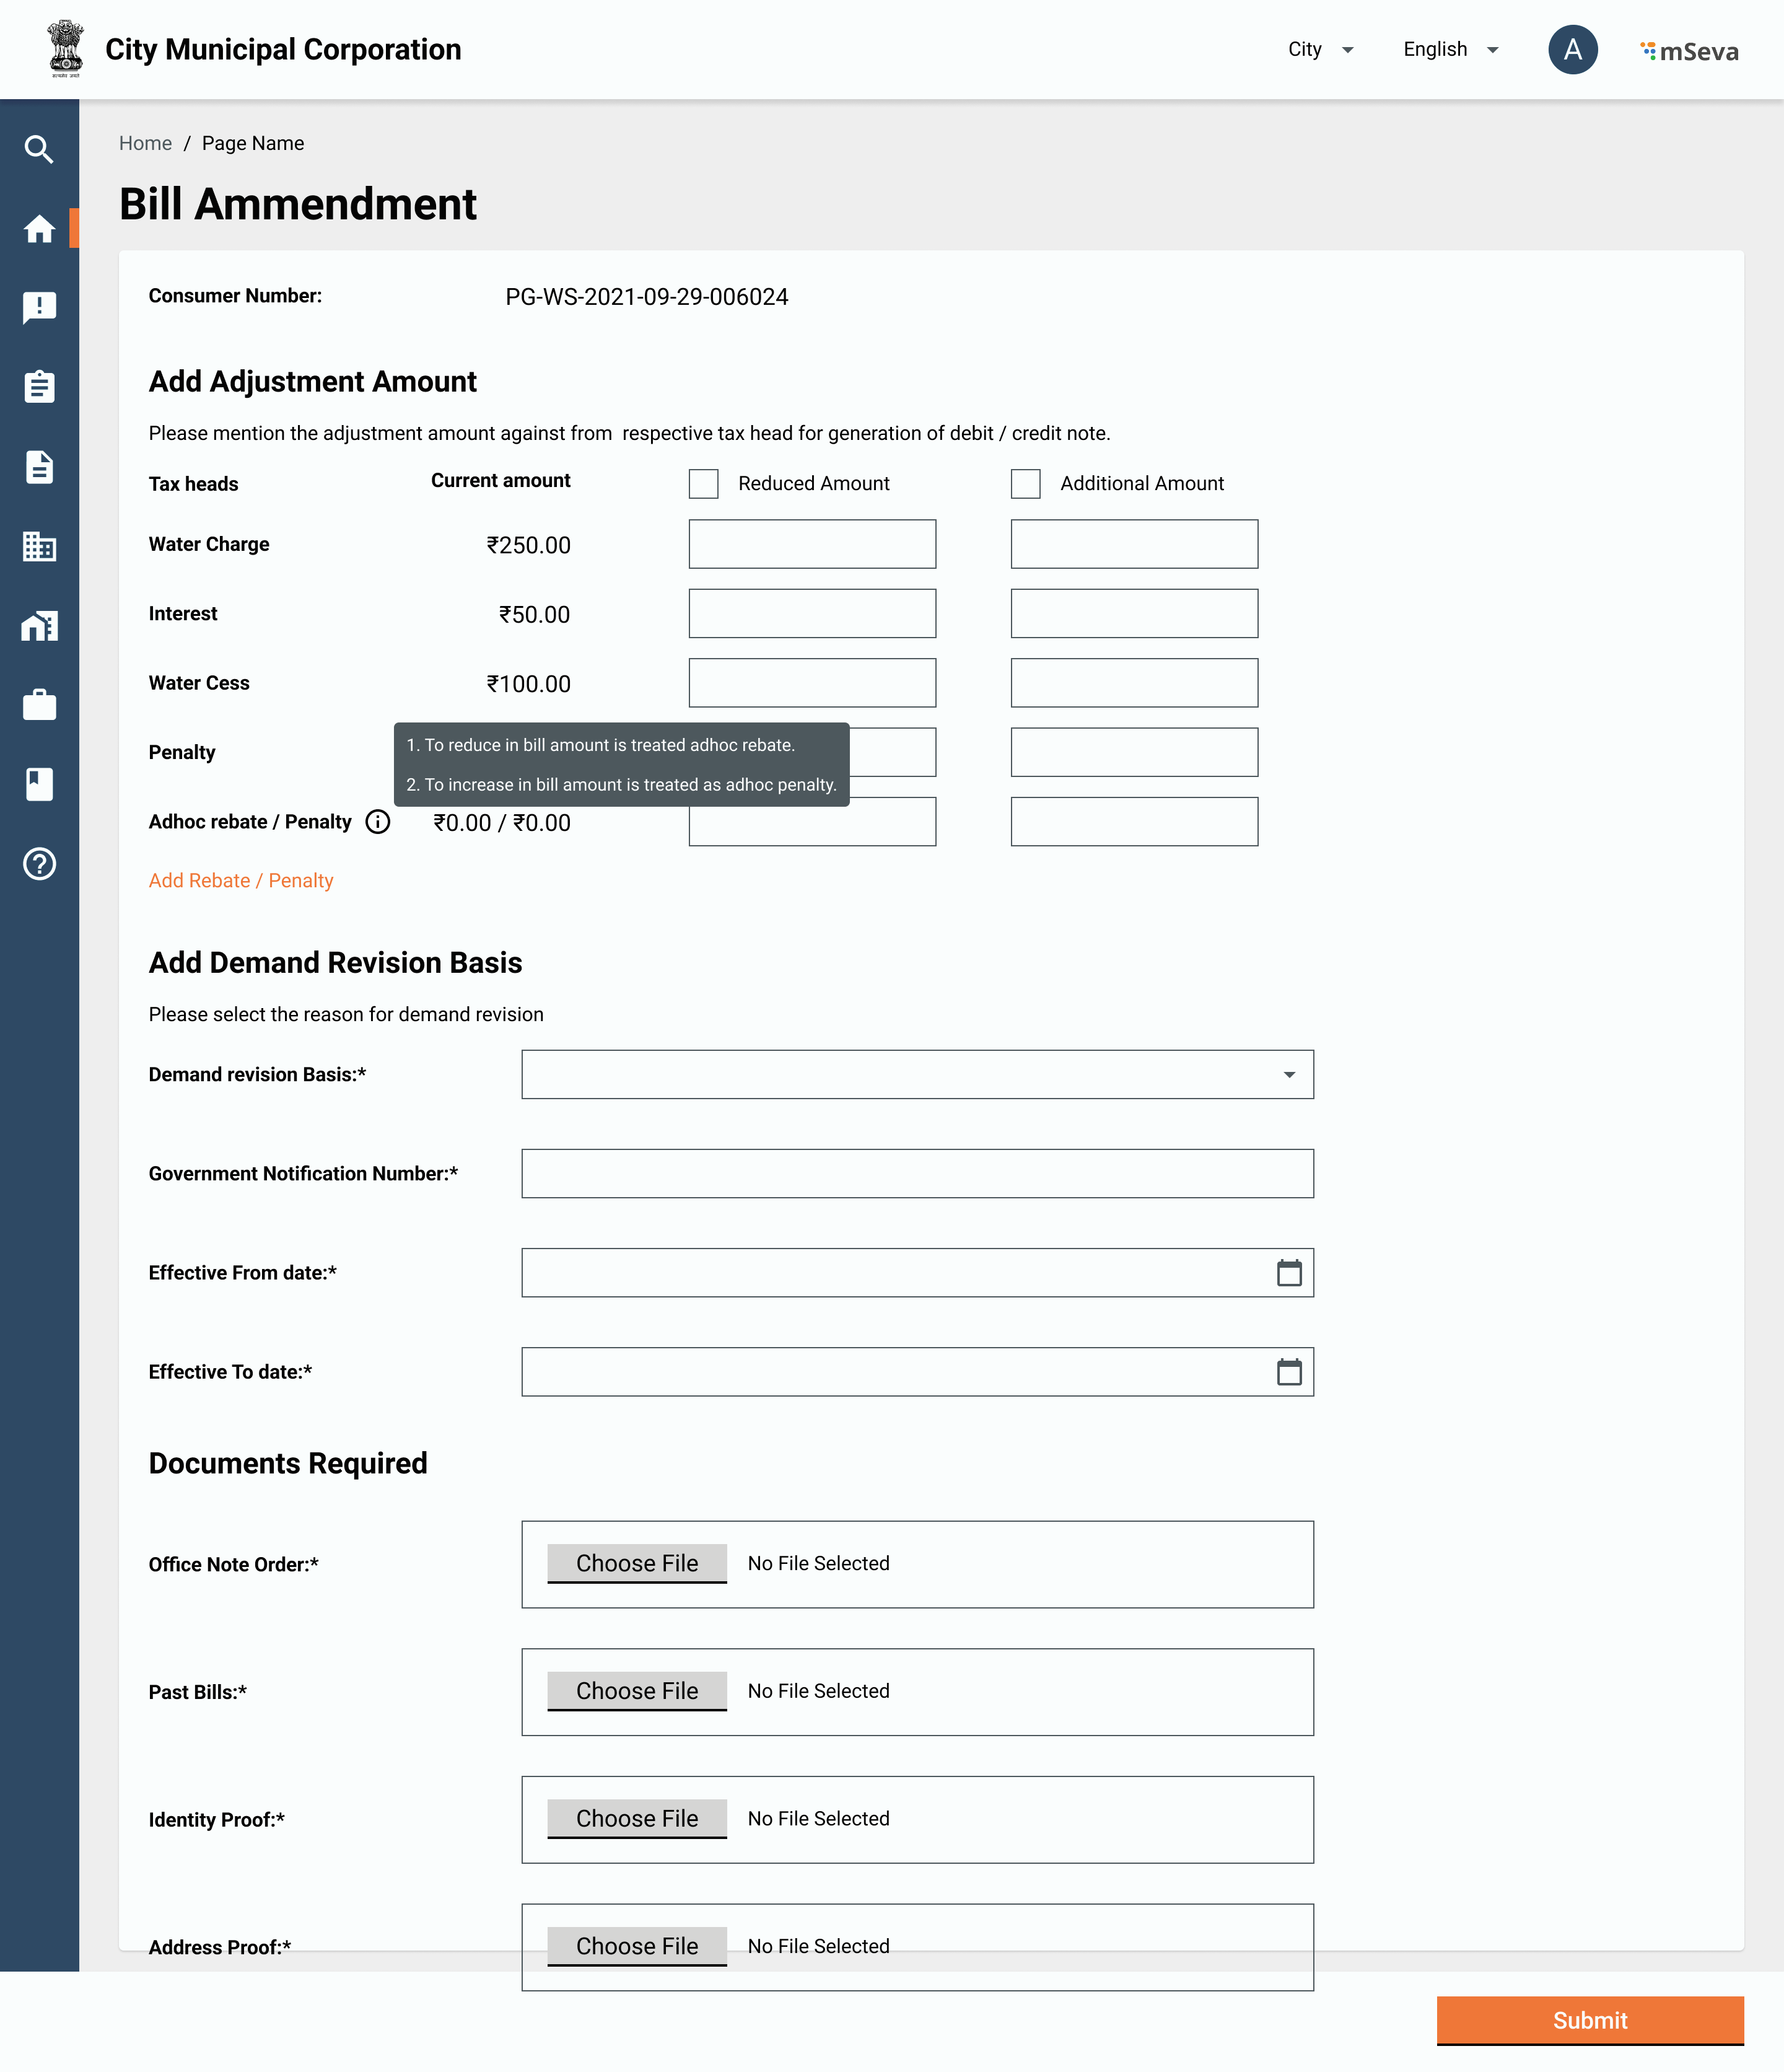 City Municipal Corporation
City
English
A
mSeva
Home / Page Name
Bill Ammendment
Consumer Number: PG-WS-2021-09-29-006024
Add Adjustment Amount
Please mention the adjustment amount against from  respective tax head for generation of debit / credit note.
Tax heads Current amount Reduced Amount Additional Amount
Water Charge ₹250.00
Interest ₹50.00
Water Cess ₹100.00
1. To reduce in bill amount is treated adhoc rebate.
Penalty
2. To increase in bill amount is treated as adhoc penalty.
Adhoc rebate / Penalty ₹0.00 / ₹0.00
Add Rebate / Penalty
Add Demand Revision Basis
Please select the reason for demand revision
Demand revision Basis:*
Government Notification Number:*
Effective From date:*
Effective To date:*
Documents Required
Office Note Order:* Choose File No File Selected
Past Bills:* Choose File No File Selected
Identity Proof:* Choose File No File Selected
Address Proof:* Choose File No File Selected
Submit